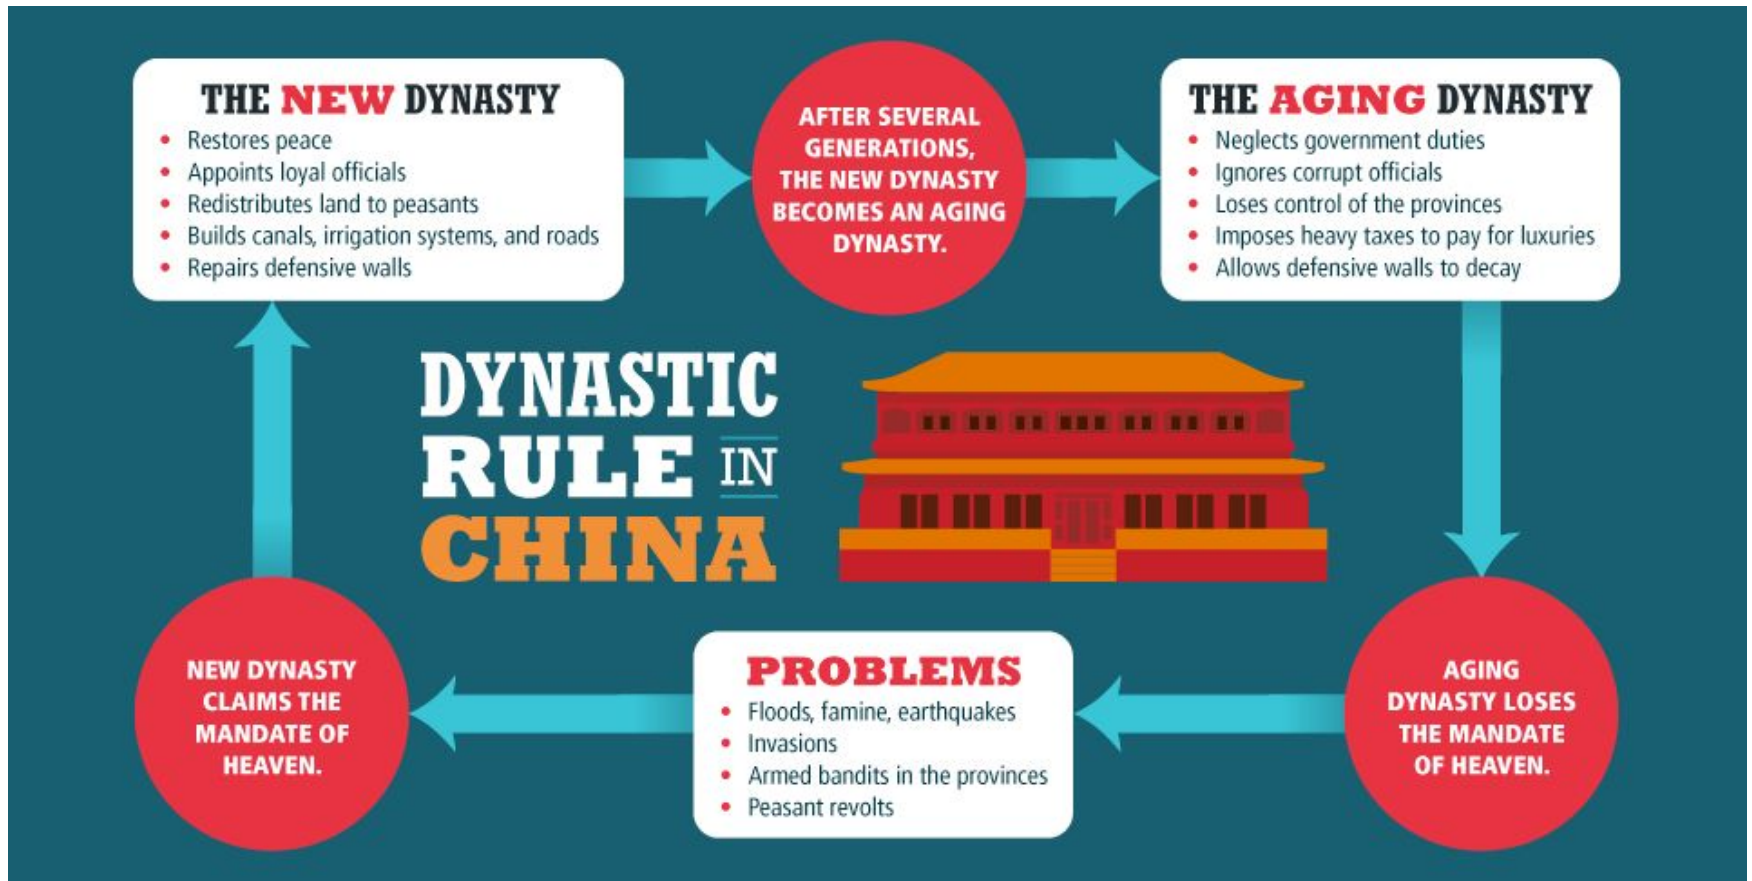 THE NEW DYNASTY
• Restores peace
• Appoints loyal officials
• Redistributes land to peasants
• Builds canals, irrigation systems, and roads
• Repairs defensive walls
AFTER SEVERAL
GENERATIONS,
THE NEW DYNASTY
BECOMES AN AGING
DYNASTY.
THE AGING DYNASTY
• Neglects government duties
• Ignores corrupt officials
• Loses control of the provinces
• Imposes heavy taxes to pay for luxuries
• Allows defensive walls to decay
DYNASTIC
RULE IN
CHINA
AGING
DYNASTY LOSES
THE MANDATE
OF HEAVEN.
PROBLEMS
• Floods, famine, earthquakes
• Invasions
• Armed bandits in the provinces
• Peasant revolts
NEW DYNASTY
CLAIMS THE
MANDATE OF
HEAVEN.